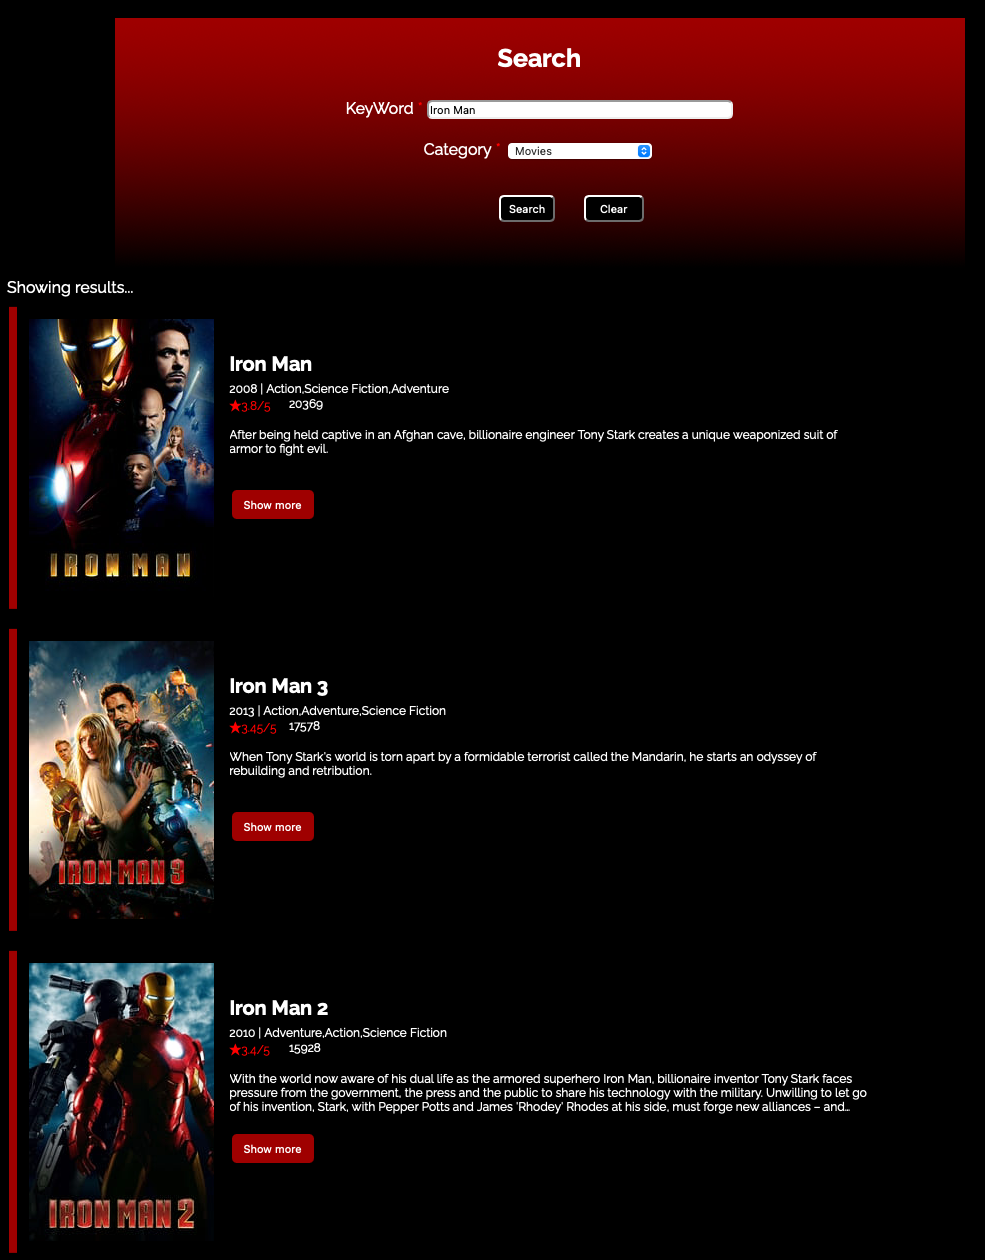 Search
KeyWord * Iron Man
Category * Movies
Search Clear
Showing results...
IRON MAN
Iron Man
2008 | Action,Science Fiction,Adventure
★3.8/5 20369
After being held captive in an Afghan cave, billionaire engineer Tony Stark creates a unique weaponized suit of
armor to fight evil.
Show more
IRON MAN 3
Iron Man 3
2013 | Action,Adventure,Science Fiction
★3.45/5 17578
When Tony Stark's world is torn apart by a formidable terrorist called the Mandarin, he starts an odyssey of
rebuilding and retribution.
Show more
IRON MAN 2
Iron Man 2
2010 | Adventure,Action,Science Fiction
★3.4/5 15928
With the world now aware of his dual life as the armored superhero Iron Man, billionaire inventor Tony Stark faces
pressure from the government, the press and the public to share his technology with the military. Unwilling to let go
of his invention, Stark, with Pepper Potts and James 'Rhodey' Rhodes at his side, must forge new alliances – and...
Show more